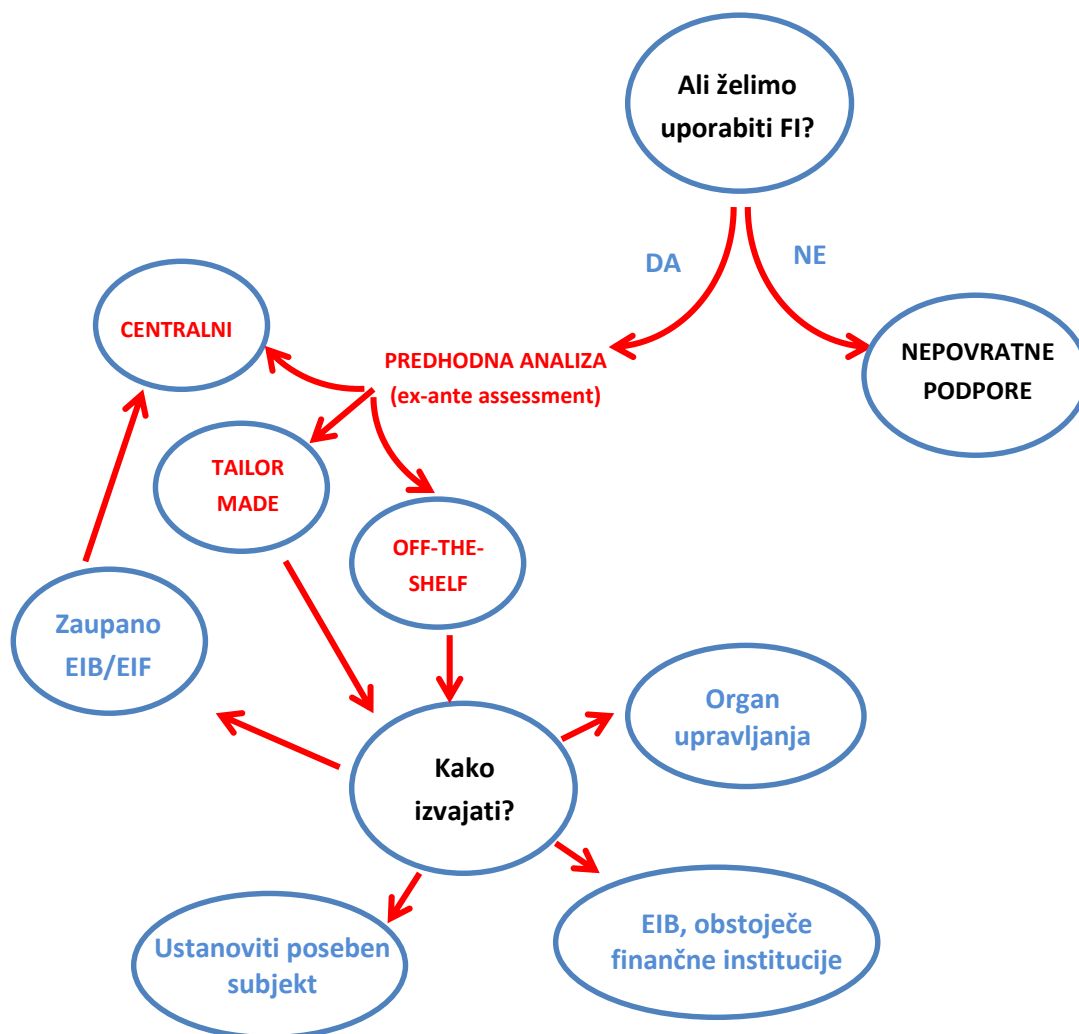 Ali želimo
uporabiti FI?
DA
NE
CENTRALNI
PREDHODNA ANALIZA
(ex-ante assessment)
NEPOVRATNE
PODPORE
TAILOR
MADE
OFF-THE-
SHELF
Zaupano
EIB/EIF
Organ
upravljanja
Kako
izvajati?
Ustanoviti poseben
subjekt
EIB, obstoječe
finančne institucije